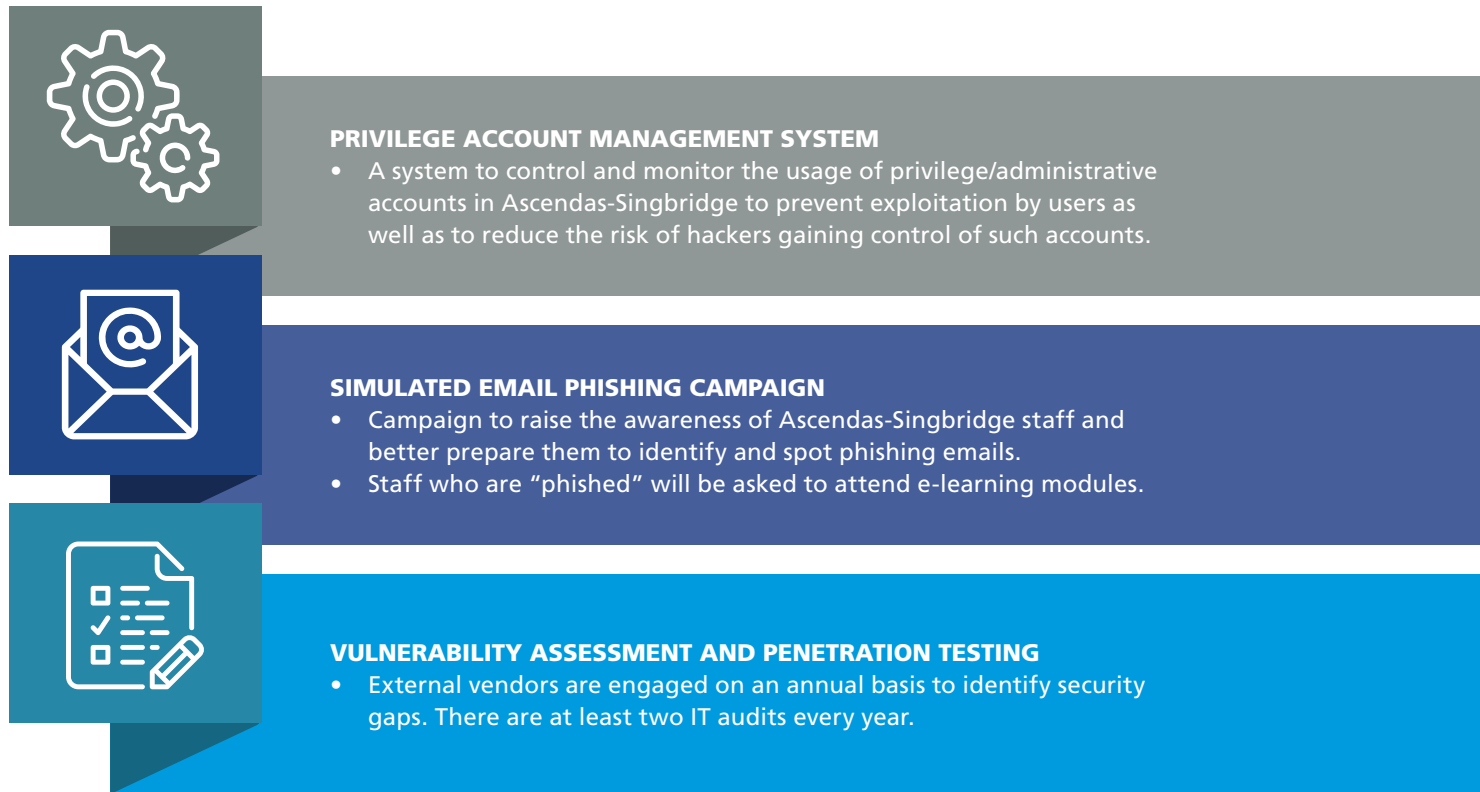 PRIVILEGE ACCOUNT MANAGEMENT SYSTEM
• A system to control and monitor the usage of privilege/administrative
accounts in Ascendas-Singbridge to prevent exploitation by users as
well as to reduce the risk of hackers gaining control of such accounts.
SIMULATED EMAIL PHISHING CAMPAIGN
• Campaign to raise the awareness of Ascendas-Singbridge staff and
better prepare them to identify and spot phishing emails.
• Staff who are “phished” will be asked to attend e-learning modules.
VULNERABILITY ASSESSMENT AND PENETRATION TESTING
• External vendors are engaged on an annual basis to identify security
gaps. There are at least two IT audits every year.